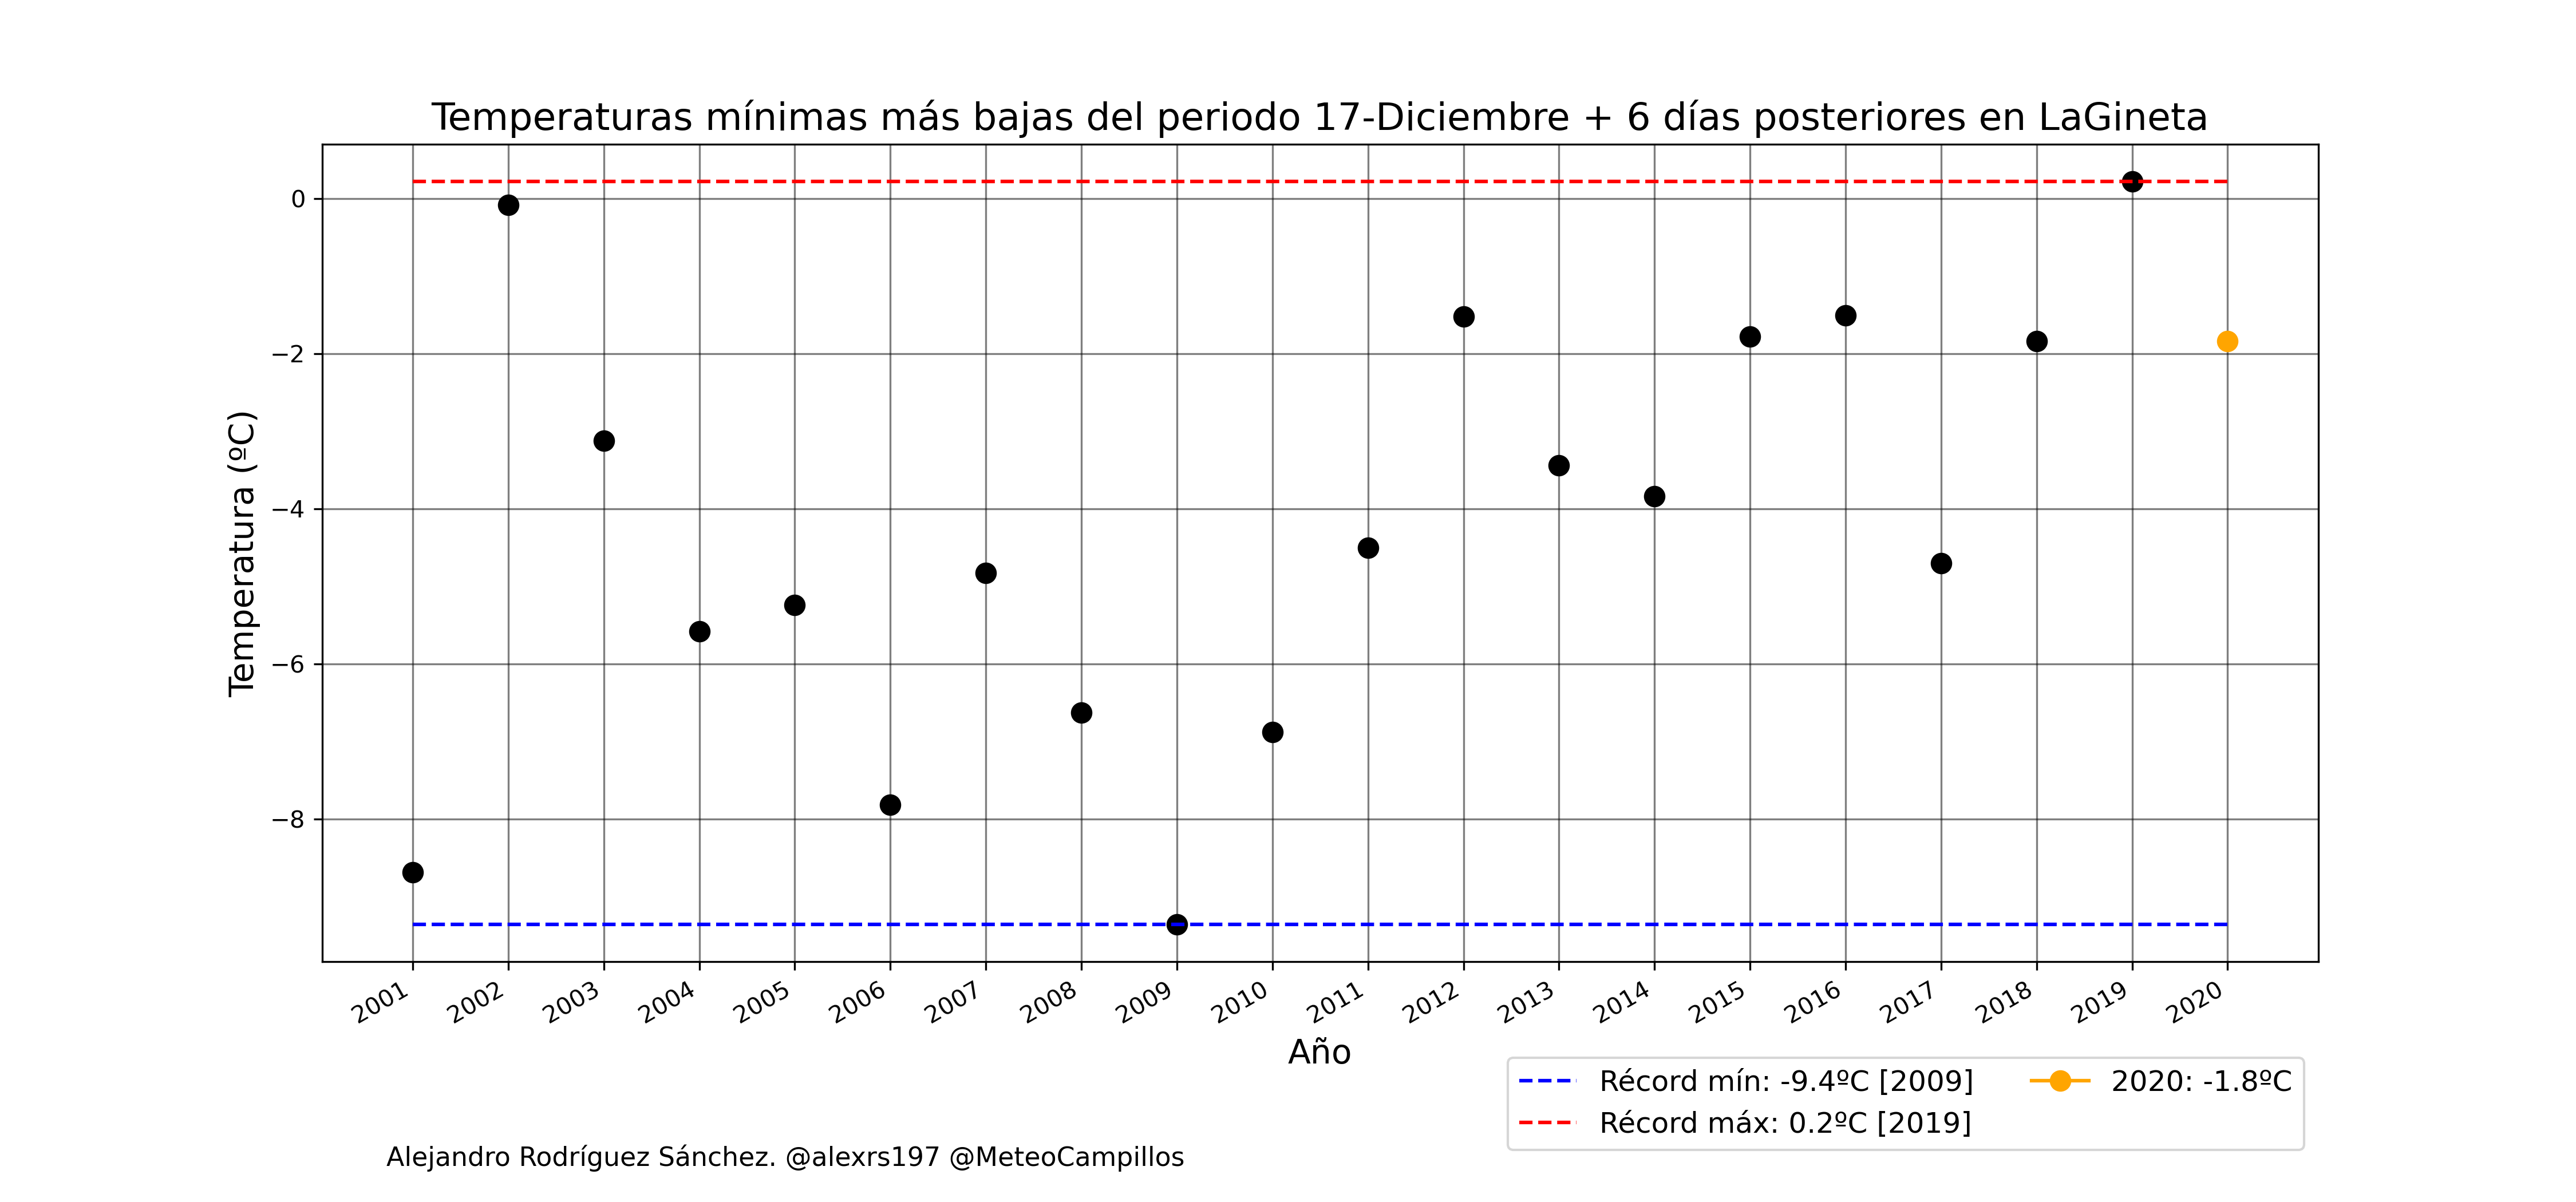 Temperaturas mínimas más bajas del periodo 17-Diciembre + 6 días posteriores en LaGineta
Temperatura (ºC)
0
−2
−4
−6
−8
2001 2002 2003 2004 2005 2006 2007 2008 2009 2010 2011 2012 2013 2014 2015 2016 2017 2018 2019 2020
Año
Récord mín: -9.4ºC [2009]
Récord máx: 0.2ºC [2019]
2020: -1.8ºC
Alejandro Rodríguez Sánchez. @alexrs197 @MeteoCampillos